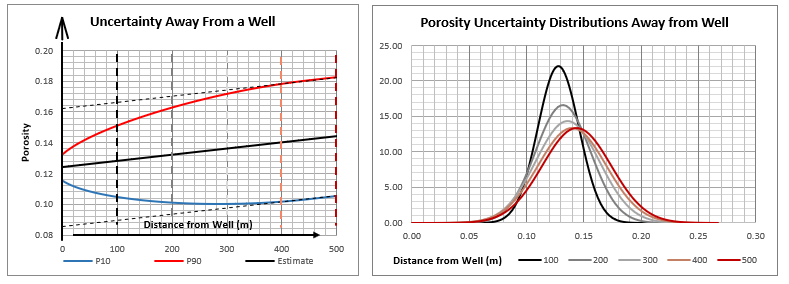 Uncertainty Away From a Well
0.20
0.18
0.16
0.14
0.12
0.10
0.08
Porosity
Distance from Well (m)
0 100 200 300 400 500
P10 P90 Estimate
Porosity Uncertainty Distributions Away from Well
25.00
20.00
15.00
10.00
5.00
0.00
0.00 0.05 0.10 0.15 0.20 0.25 0.30
Distance from Well (m) 100 200 300 400 500